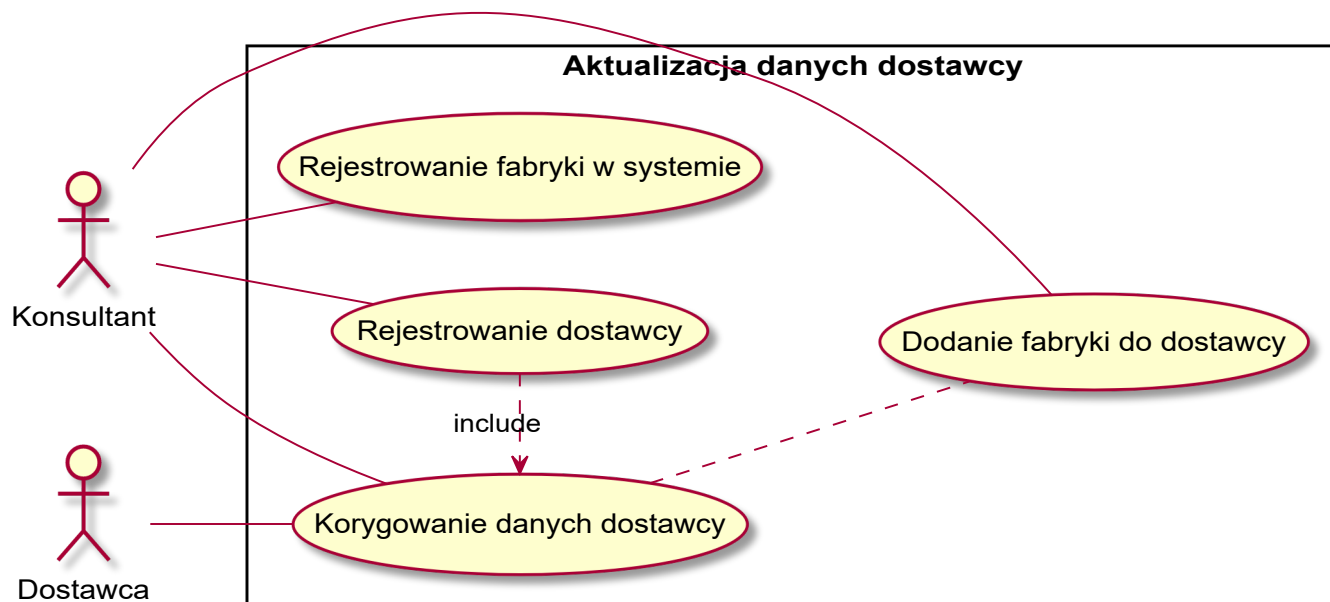 Aktualizacja danych dostawcy
Rejestrowanie fabryki w systemie
Konsultant
Rejestrowanie dostawcy
Dodanie fabryki do dostawcy
include
Korygowanie danych dostawcy
Dostawca